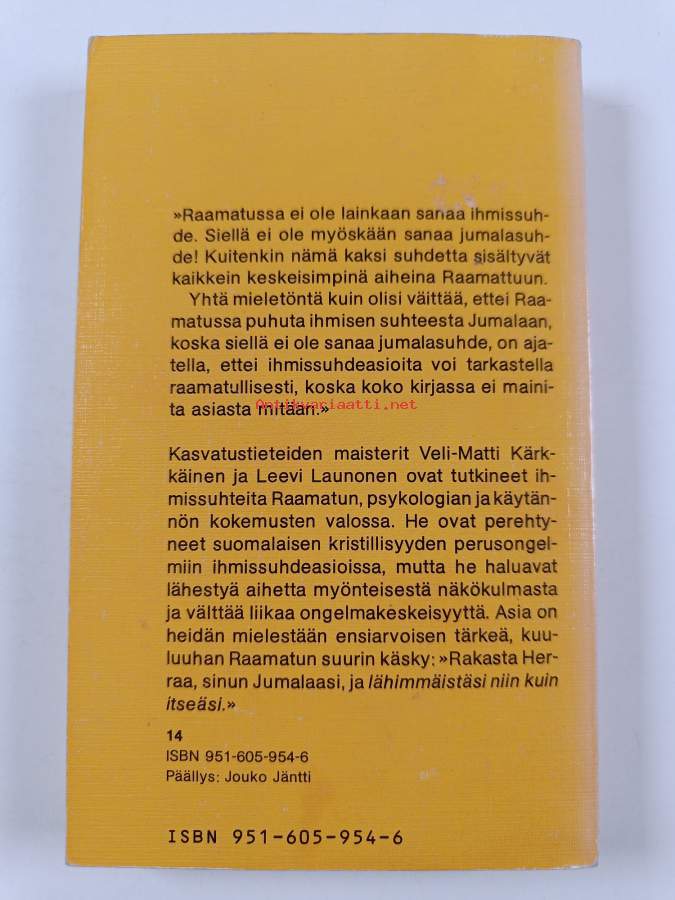 »Raamatussa ei ole lainkaan sanaa ihmissuh-
de. Siellä ei ole myöskään sanaa jumalasuh-
de! Kuitenkin nämä kaksi suhdetta sisältyvät
kaikkein keskeisimpinä aiheina Raamattuun.
Yhtä mieletöntä kuin olisi väittää, ettei Raa-
matussa puhuta ihmisen suhteesta Jumalaan,
koska siellä ei ole sanaa jumalasuhde, on aja-
tella, ettei ihmissuhdeasioita voi tarkastella
raamatullisesti, koska koko kirjassa ei maini-
ta asiasta mitään.»
Antikvariaatti.net
Kasvatustieteiden maisterit Veli-Matti Kärk-
käinen ja Leevi Launonen ovat tutkineet ih-
missuhteita Raamatun, psykologian ja käytän-
nön kokemusten valossa. He ovat perehty-
neet suomalaisen kristillisyyden perusongel-
miin ihmissuhdeasioissa, mutta he haluavat
lähestyä aihetta myönteisestä näkökulmasta
ja välttää liikaa ongelmakeskeisyyttä. Asia on
heidän mielestään ensiarvoisen tärkeä, kuu-
luuhan Raamatun suurin käsky: »Rakasta Her-
raa, sinun Jumalaasi, ja lähimmäistäsi niin kuin
itseäsi.»
14
ISBN 951-605-954-6
Päällys: Jouko Jäntti
ISBN 951-605-954-6